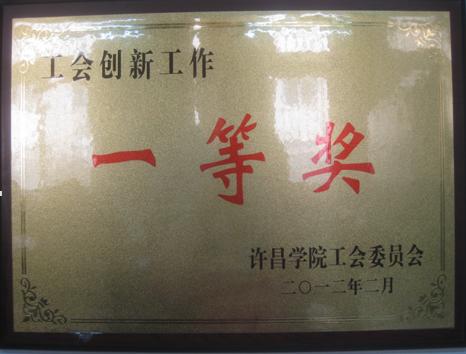 工会创新工作
一等奖
许昌学院工会委员会
二〇一二年二月